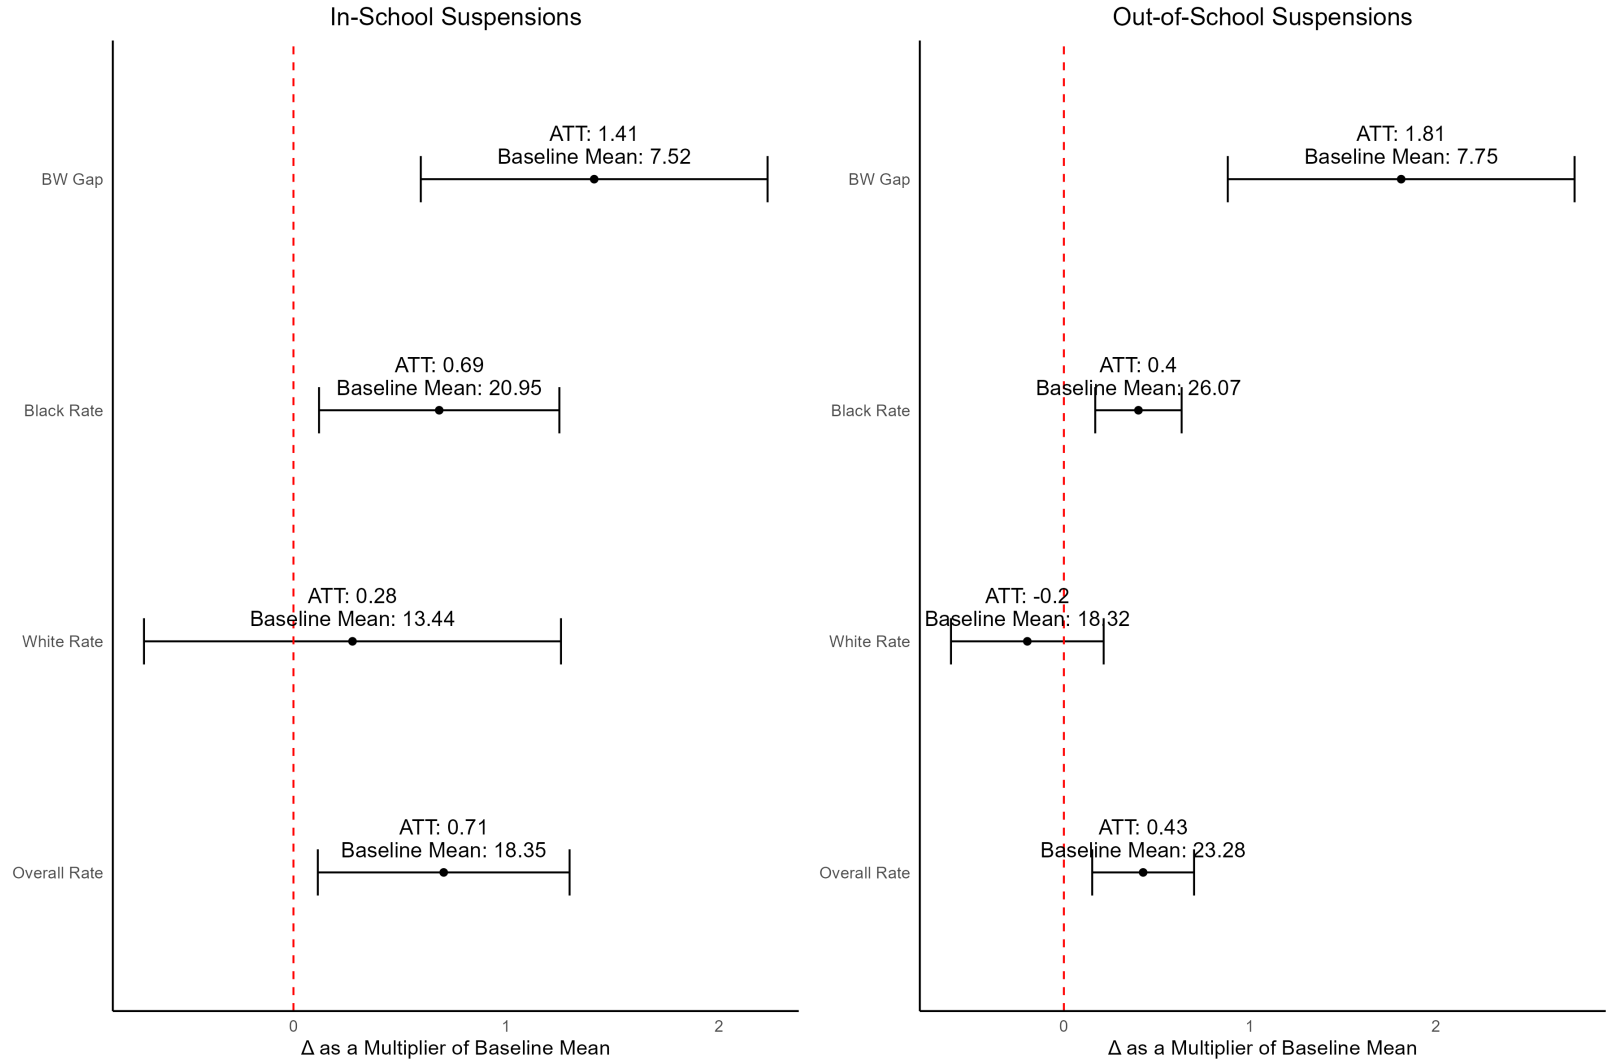 In-School Suspensions
BW Gap
ATT: 1.41
Baseline Mean: 7.52
Black Rate
ATT: 0.69
Baseline Mean: 20.95
White Rate
ATT: 0.28
Baseline Mean: 13.44
Overall Rate
ATT: 0.71
Baseline Mean: 18.35
0 1 2
Δ as a Multiplier of Baseline Mean
Out-of-School Suspensions
BW Gap
ATT: 1.81
Baseline Mean: 7.75
Black Rate
ATT: 0.4
Baseline Mean: 26.07
White Rate
ATT: -0.2
Baseline Mean: 18.32
Overall Rate
ATT: 0.43
Baseline Mean: 23.28
0 1 2
Δ as a Multiplier of Baseline Mean